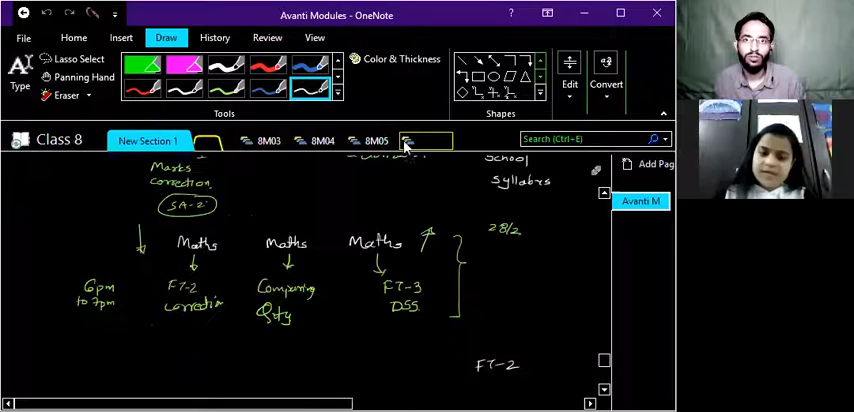 Avanti Modules - OneNote
File Home Insert Draw History Review View
Type
Lasso Select
Panning Hand
Eraser
Color & Thickness
Edit
Convert
Tools
Shapes
Class 8
New Section 1
8M03
8M04
8M05
Search (Ctrl+E)
Add Pag
Avanti M
Marks
correction
SA-2
School
Syllabus
28/2
Maths Maths Maths
6pm
to 7pm
FT-2
correction
Comparing
Qity
FT-3
DSS
FT-2